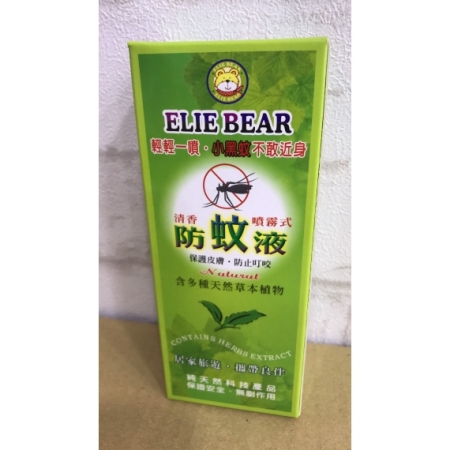 ELIE BEAR
輕輕一噴‧小黑蚊不敢近身
清香 噴霧式
防蚊液
保護皮膚‧防止叮咬
Natural
含多種天然草本植物
CONTAINS HERBS EXTRACT
居家旅遊‧攜帶良伴
純天然科技產品
保證安全‧無副作用